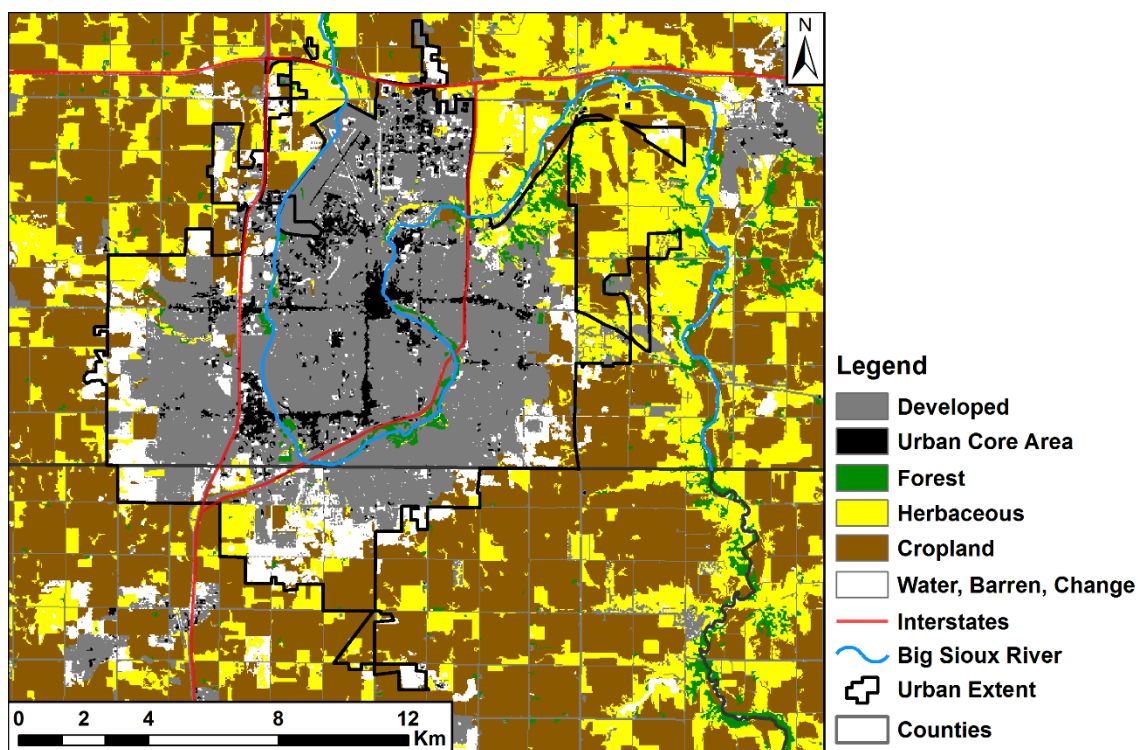 N
Legend
Developed
Urban Core Area
Forest
Herbaceous
Cropland
Water, Barren, Change
Interstates
Big Sioux River
Urban Extent
Counties
0 2 4 8 12
Km